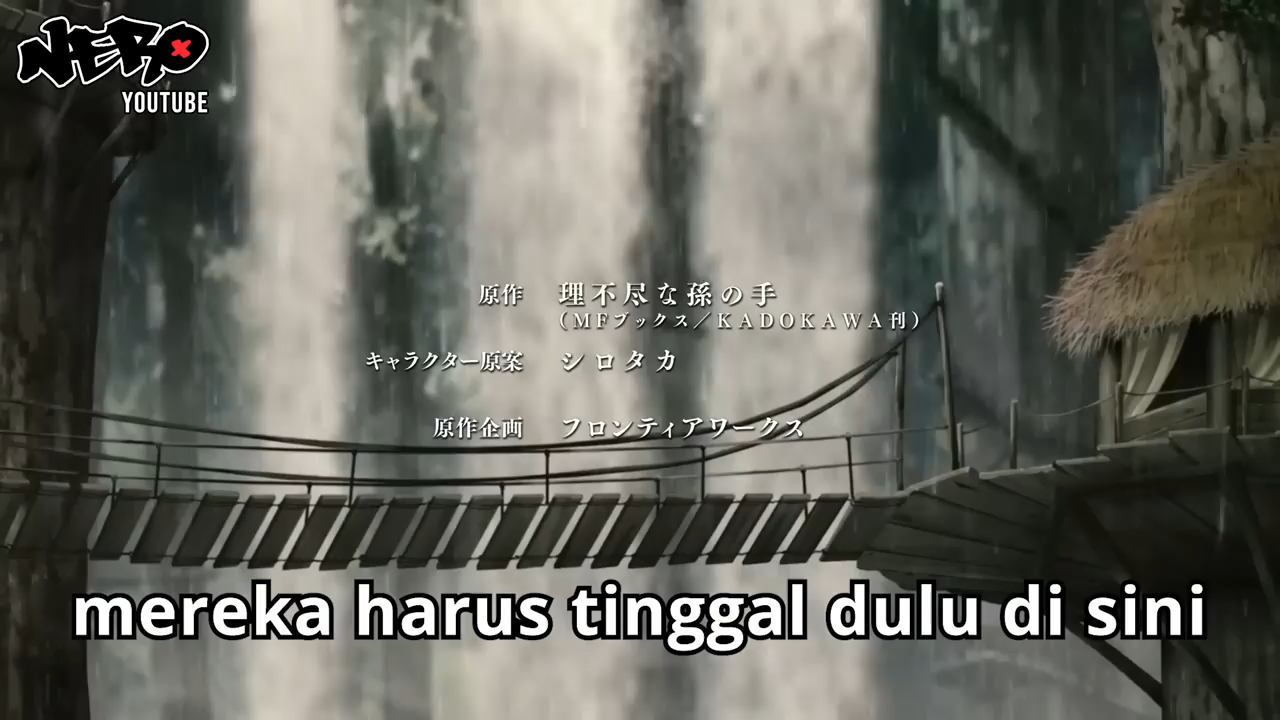 NERO
YOUTUBE
原作 理不尽な孫の手
（MFブックス／KADOKAWA刊）
キャラクター原案 シロタカ
原作企画 フロンティアワークス
mereka harus tinggal dulu di sini